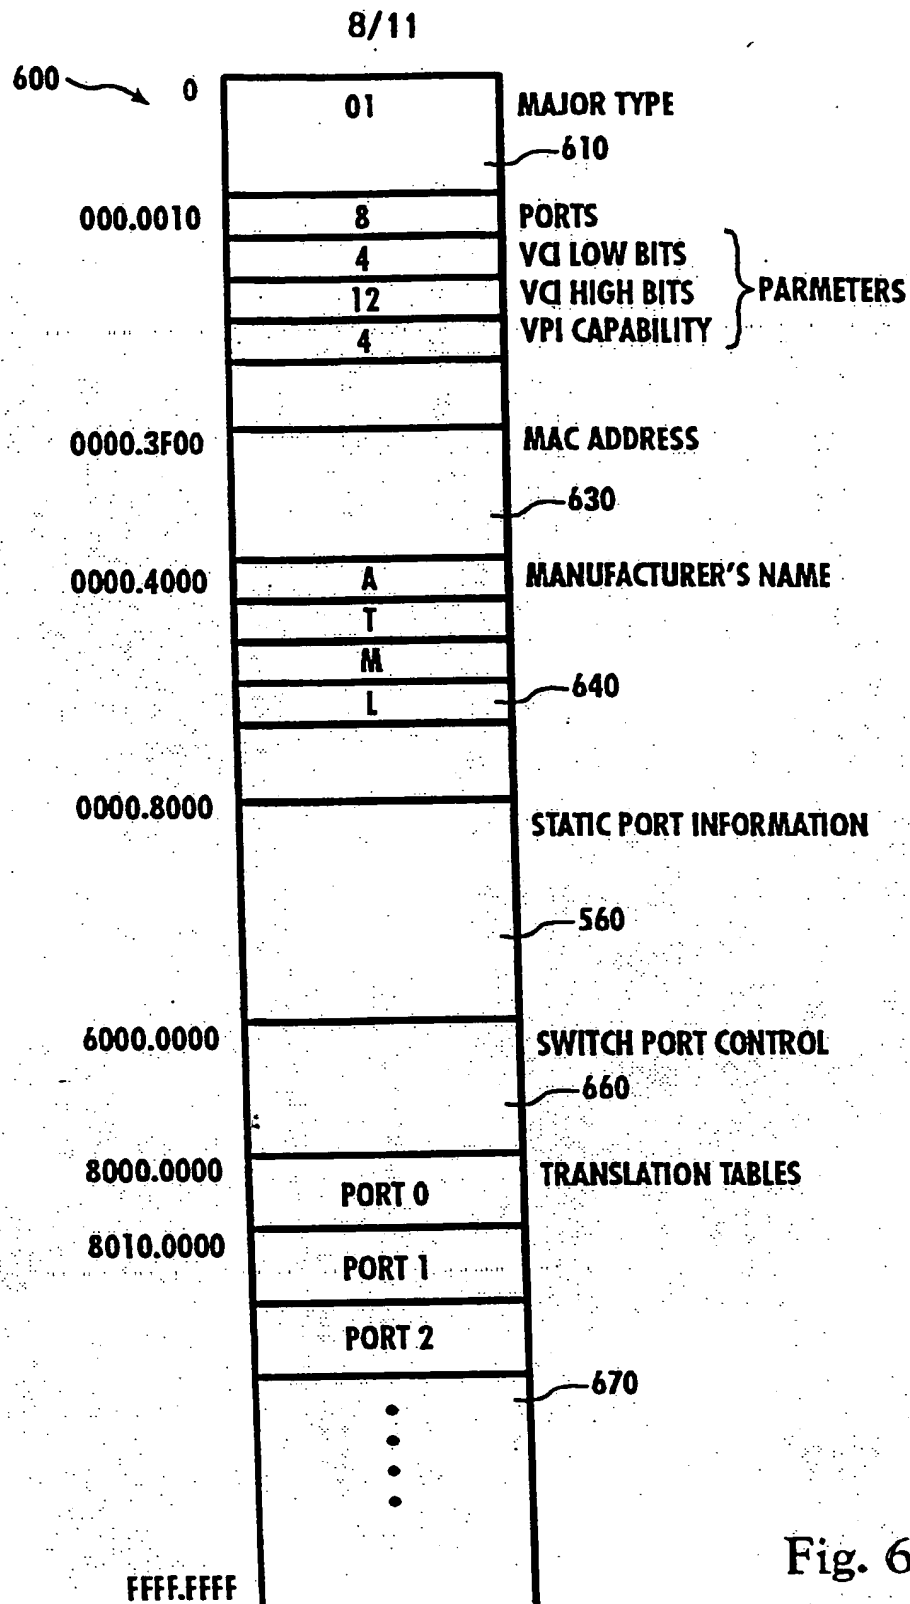 8/11
600
0
01
MAJOR TYPE
610
000.0010
8
PORTS
4
VCI LOW BITS
12
VCI HIGH BITS
PARMETERS
4
VPI CAPABILITY
0000.3F00
MAC ADDRESS
630
0000.4000
A
MANUFACTURER'S NAME
T
M
L
640
0000.8000
STATIC PORT INFORMATION
560
6000.0000
SWITCH PORT CONTROL
660
8000.0000
PORT 0
TRANSLATION TABLES
8010.0000
PORT 1
PORT 2
670
FFFF.FFFF
Fig. 6